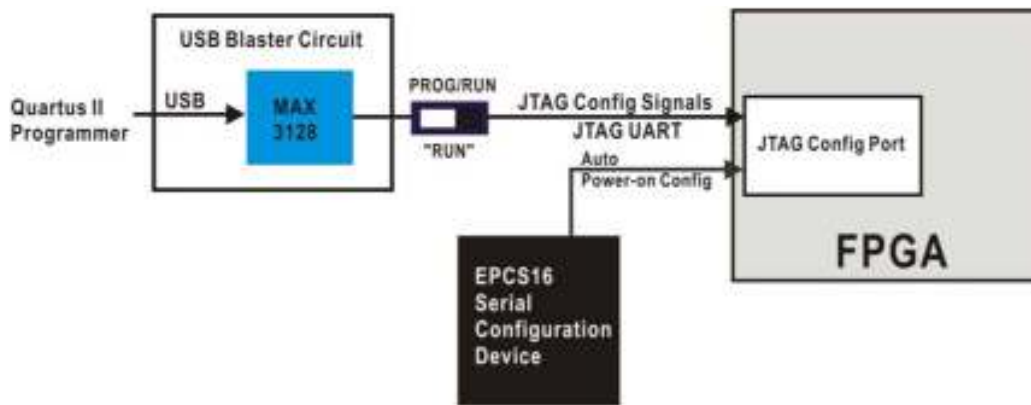 USB Blaster Circuit
Quartus II
Programmer
USB
MAX
3128
PROG/RUN
"RUN"
JTAG Config Signals
JTAG UART
Auto
Power-on Config
JTAG Config Port
FPGA
EPCS16
Serial
Configuration
Device